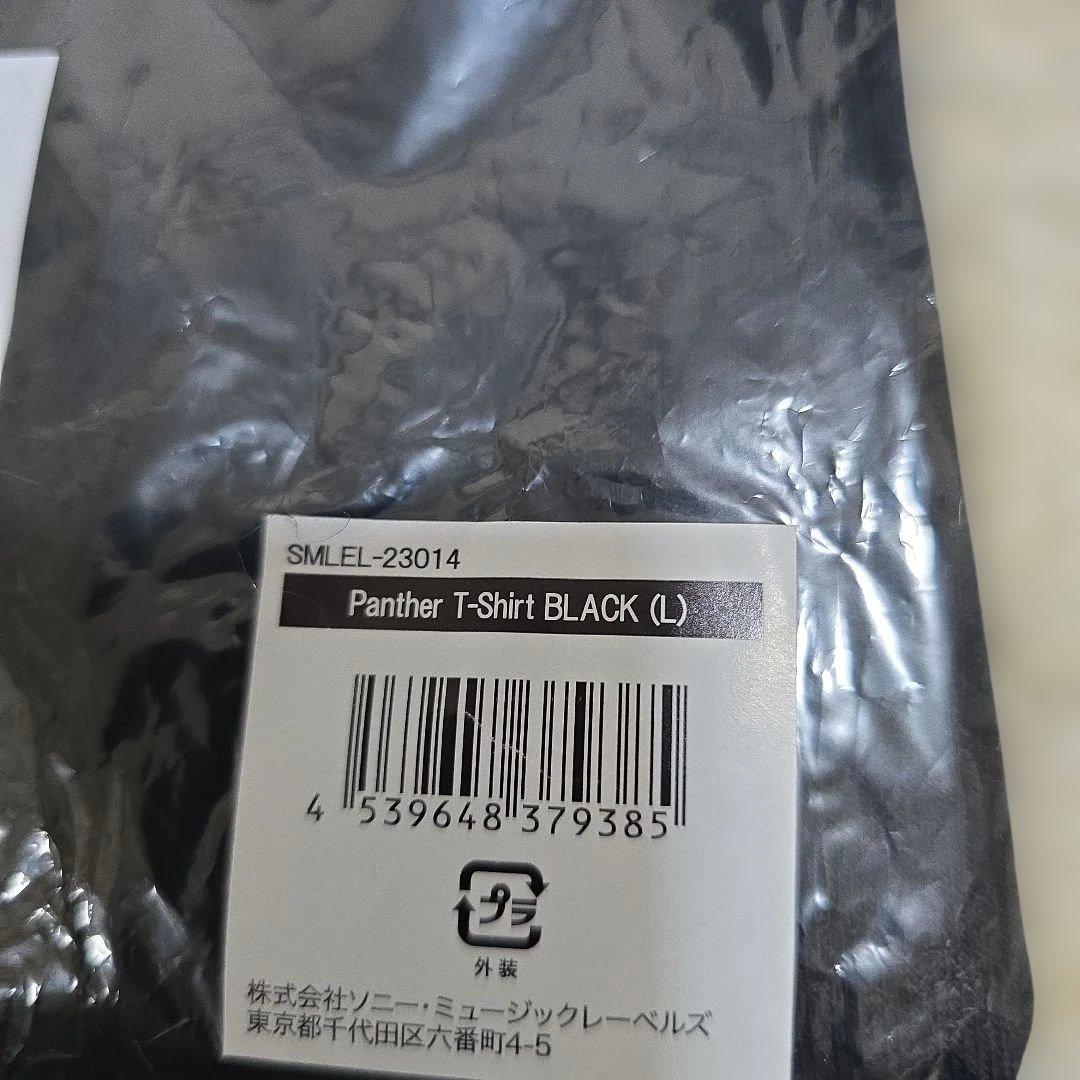 SMLEL-23014
Panther T-Shirt BLACK (L)
4 539648 379385
プラ
外装
株式会社ソニー・ミュージックレーベルズ
東京都千代田区六番町4-5